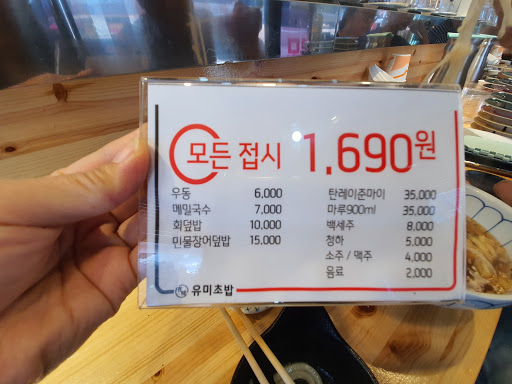 모든 접시 1.690원
우동 6,000
메밀국수 7,000
회덮밥 10,000
민물장어덮밥 15,000
탄레이준마이 35,000
마루900ml 35,000
백세주 8,000
청하 5,000
소주 / 맥주 4,000
음료 2,000
유미초밥